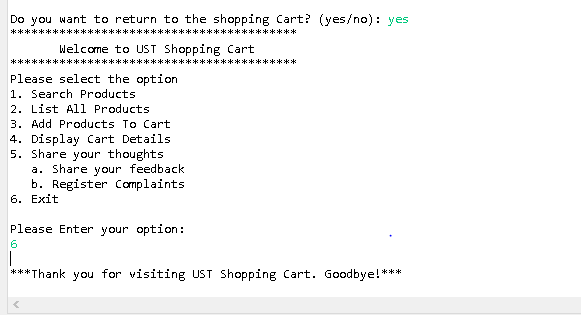 Do you want to return to the shopping Cart? (yes/no): yes
*****************************************
Welcome to UST Shopping Cart
*****************************************
Please select the option
1. Search Products
2. List All Products
3. Add Products To Cart
4. Display Cart Details
5. Share your thoughts
a. Share your feedback
b. Register Complaints
6. Exit
Please Enter your option:
6
***Thank you for visiting UST Shopping Cart. Goodbye!***